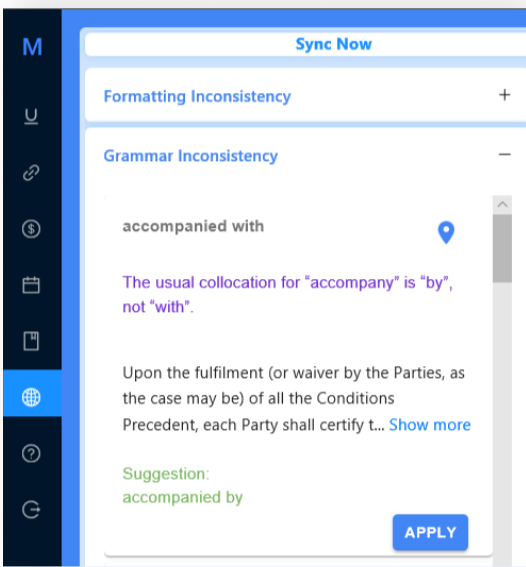 M
Sync Now
Formatting Inconsistency
Grammar Inconsistency
accompanied with
The usual collocation for “accompany” is “by”,
not “with”.
Upon the fulfilment (or waiver by the Parties, as
the case may be) of all the Conditions
Precedent, each Party shall certify t... Show more
Suggestion:
accompanied by
APPLY